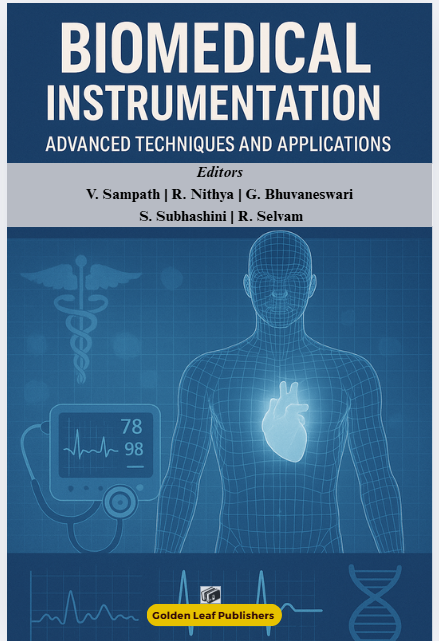 BIOMEDICAL
INSTRUMENTATION
ADVANCED TECHNIQUES AND APPLICATIONS
Editors
V. Sampath | R. Nithya | G. Bhuvaneswari
S. Subhashini | R. Selvam
78
98
Golden Leaf Publishers